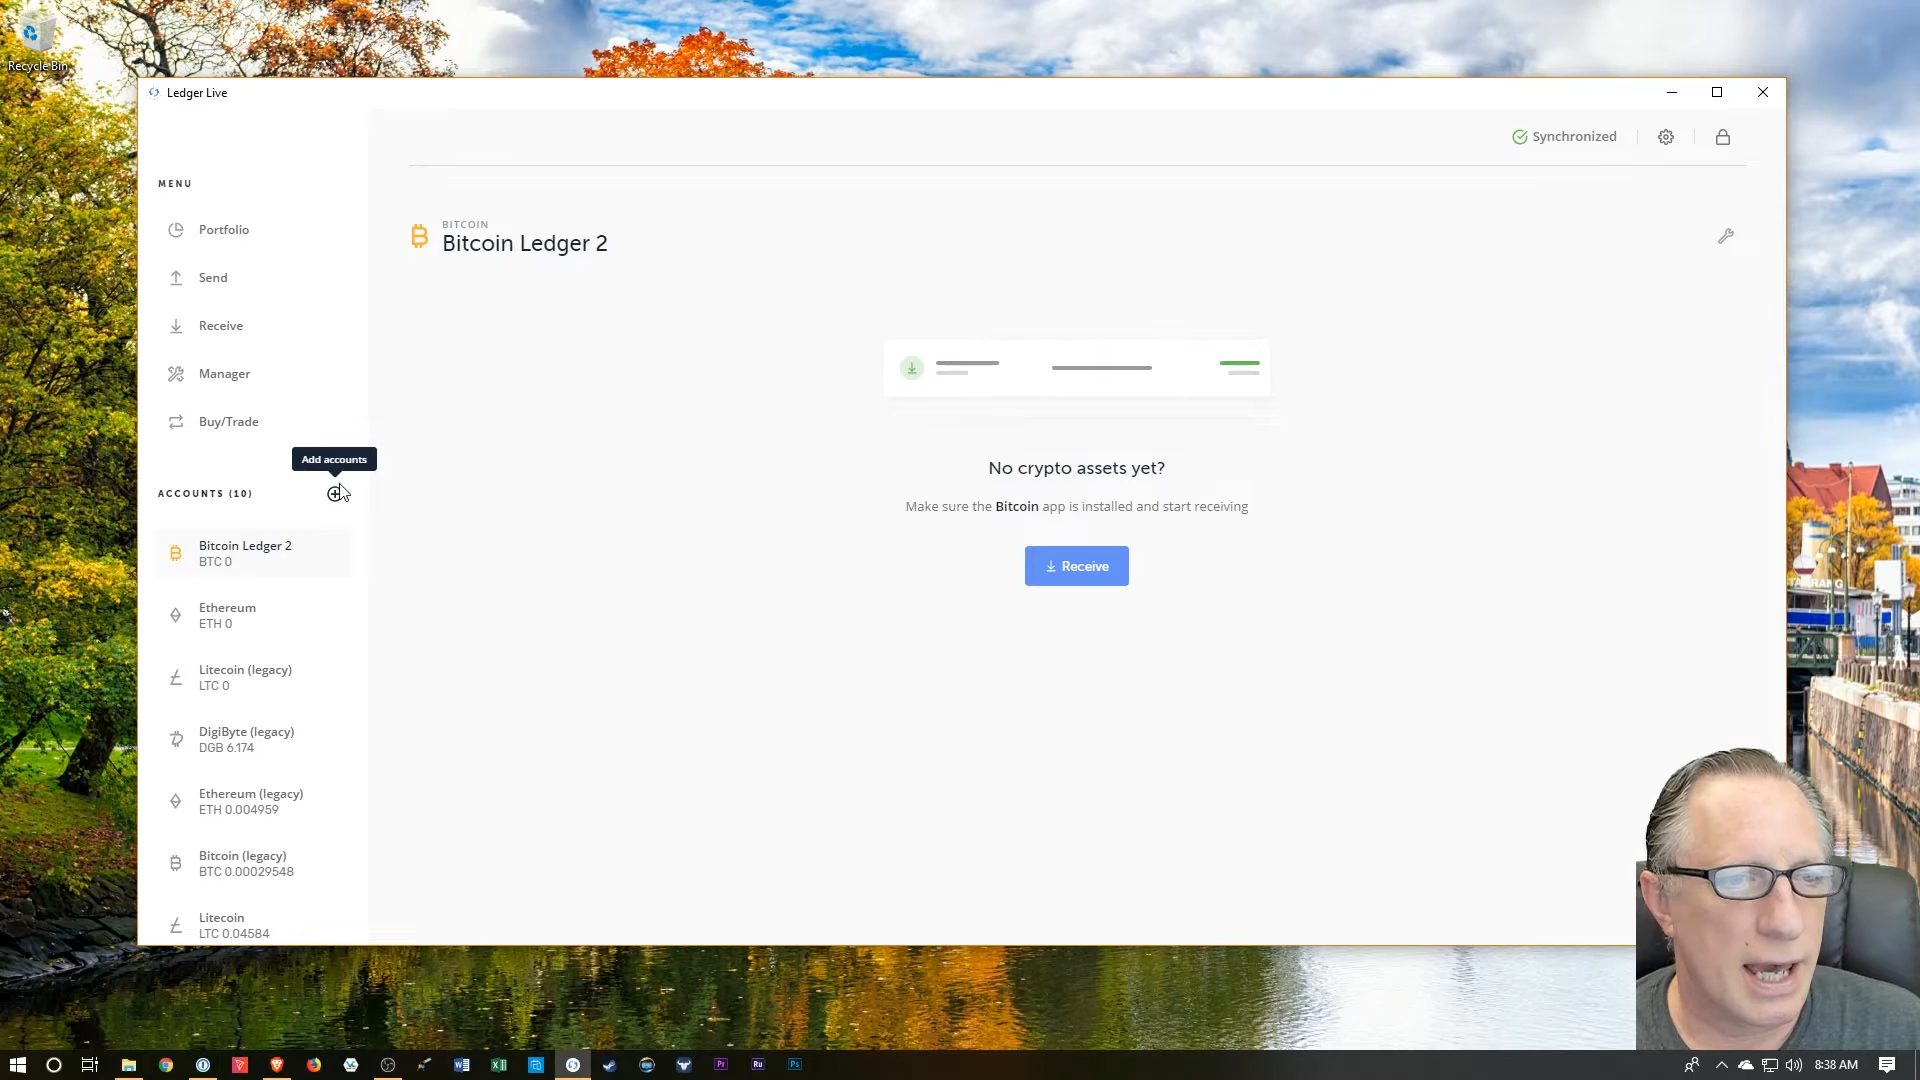 Recycle Bin
Ledger Live
Synchronized
MENU
Portfolio
Send
Receive
Manager
Buy/Trade
Add accounts
ACCOUNTS (10)
Bitcoin Ledger 2
BTC 0
Ethereum
ETH 0
Litecoin (legacy)
LTC 0
DigiByte (legacy)
DGB 6.174
Ethereum (legacy)
ETH 0.004959
Bitcoin (legacy)
BTC 0.00029548
Litecoin
LTC 0.04584
BITCOIN
Bitcoin Ledger 2
No crypto assets yet?
Make sure the Bitcoin app is installed and start receiving
Receive
Pr
Ru
Ps
8:38 AM